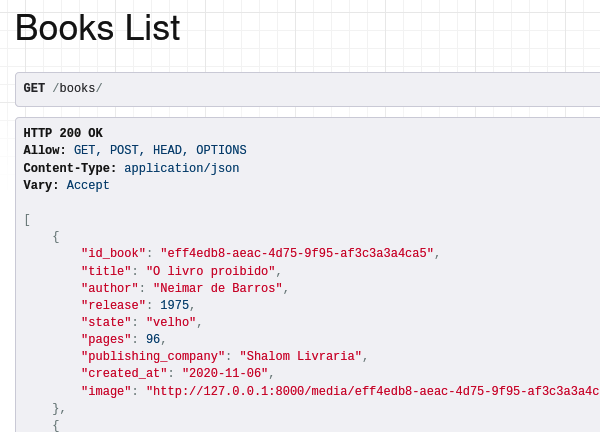 Books List
GET /books/
HTTP 200 OK
Allow: GET, POST, HEAD, OPTIONS
Content-Type: application/json
Vary: Accept
[
{
"id_book": "eff4edb8-aeac-4d75-9f95-af3c3a3a4ca5",
"title": "O livro proibido",
"author": "Neimar de Barros",
"release": 1975,
"state": "velho",
"pages": 96,
"publishing_company": "Shalom Livraria",
"created_at": "2020-11-06",
"image": "http://127.0.0.1:8000/media/eff4edb8-aeac-4d75-9f95-af3c3a3a4c
},
{